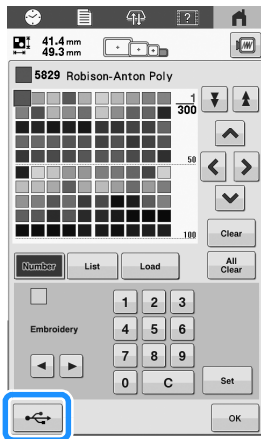 ?
41.4 mm
49.3 mm
5829 Robison-Anton Poly
1
300
50
100
Clear
Number List Load All Clear
Embroidery
1 2 3
4 5 6
7 8 9
0 C Set
OK